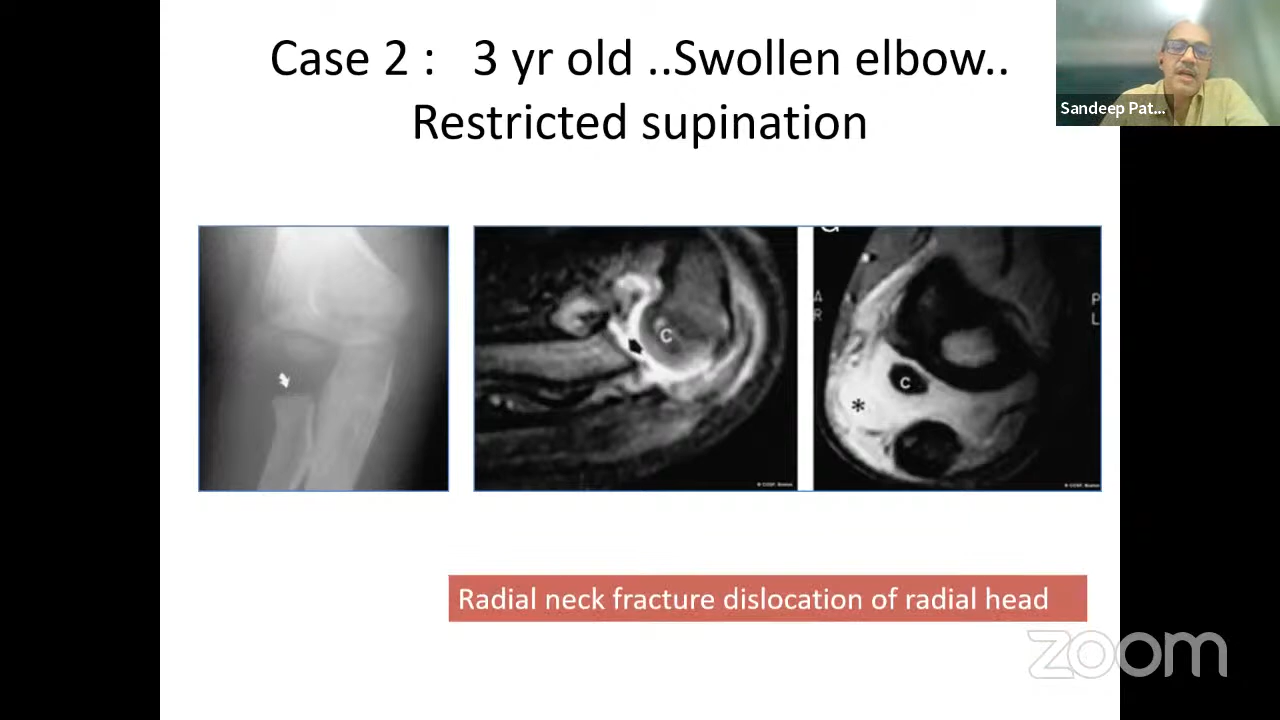 Case 2 : 3 yr old ..Swollen elbow..
Restricted supination
Sandeep Pat...
G
A
R
C
C
*
P
L
Radial neck fracture dislocation of radial head
zoom